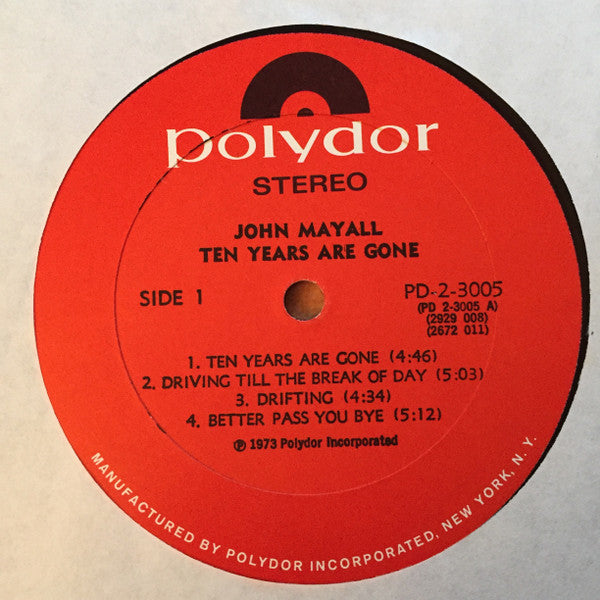 polydor
STEREO
JOHN MAYALL
TEN YEARS ARE GONE
SIDE 1
PD-2-3005
(PD 2-3005 A)
(2929 008)
(2672 011)
1. TEN YEARS ARE GONE (4:46)
2. DRIVING TILL THE BREAK OF DAY (5:03)
3. DRIFTING (4:34)
4. BETTER PASS YOU BYE (5:12)
℗ 1973 Polydor Incorporated
MANUFACTURED BY POLYDOR INCORPORATED, NEW YORK, N. Y.